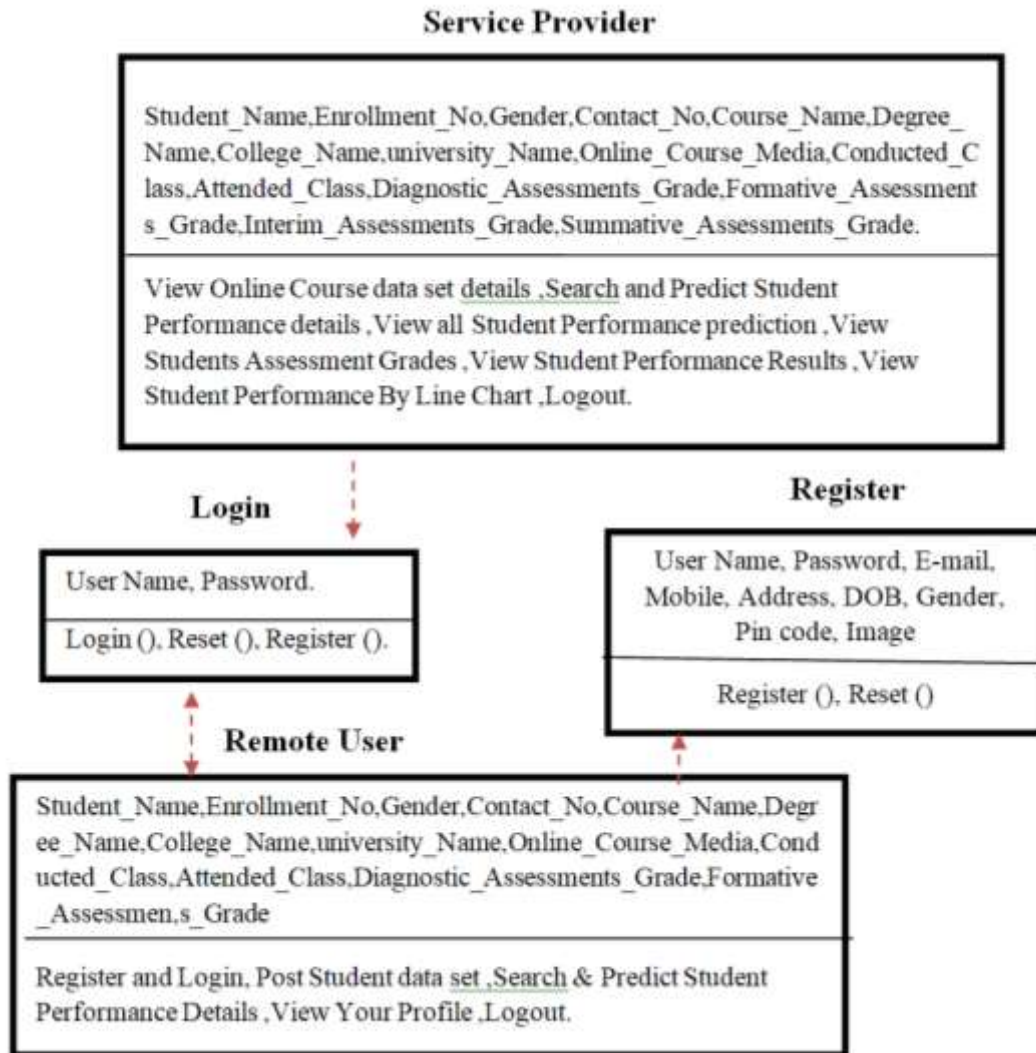 Service Provider
Student_Name,Enrollment_No,Gender,Contact_No,Course_Name,Degree_
Name,College_Name,university_Name,Online_Course_Media,Conducted_C
lass,Attended_Class,Diagnostic_Assessments_Grade,Formative_Assessment
s_Grade,Interim_Assessments_Grade,Summative_Assessments_Grade.
View Online Course data set details ,Search and Predict Student
Performance details ,View all Student Performance prediction ,View
Students Assessment Grades ,View Student Performance Results ,View
Student Performance By Line Chart ,Logout.
Login
User Name, Password.
Login (), Reset (), Register ().
Register
User Name, Password, E-mail,
Mobile, Address, DOB, Gender,
Pin code, Image
Register (), Reset ()
Remote User
Student_Name,Enrollment_No,Gender,Contact_No,Course_Name,Degr
ee_Name,College_Name,university_Name,Online_Course_Media,Cond
ucted_Class,Attended_Class,Diagnostic_Assessments_Grade,Formative
_Assessmen,s_Grade
Register and Login, Post Student data set ,Search & Predict Student
Performance Details ,View Your Profile ,Logout.